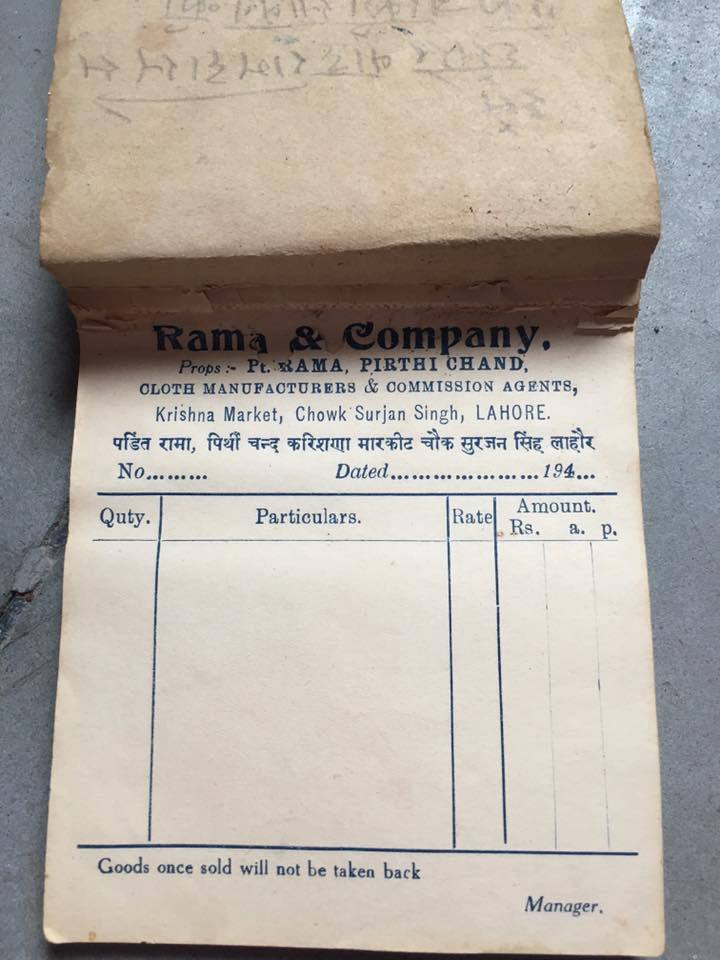 Rama & Company.
Props :- Pt. RAMA, PIRTHI CHAND,
CLOTH MANUFACTURERS & COMMISSION AGENTS,
Krishna Market, Chowk Surjan Singh, LAHORE.
पडिंत रामा, पिर्थी चन्द करिशणा मारकीट चौक सुरजन सिंह लाहौर
No......... Dated..................... 194....
Quty. Particulars. Rate Amount.
Rs. a. p.
Goods once sold will not be taken back
Manager.